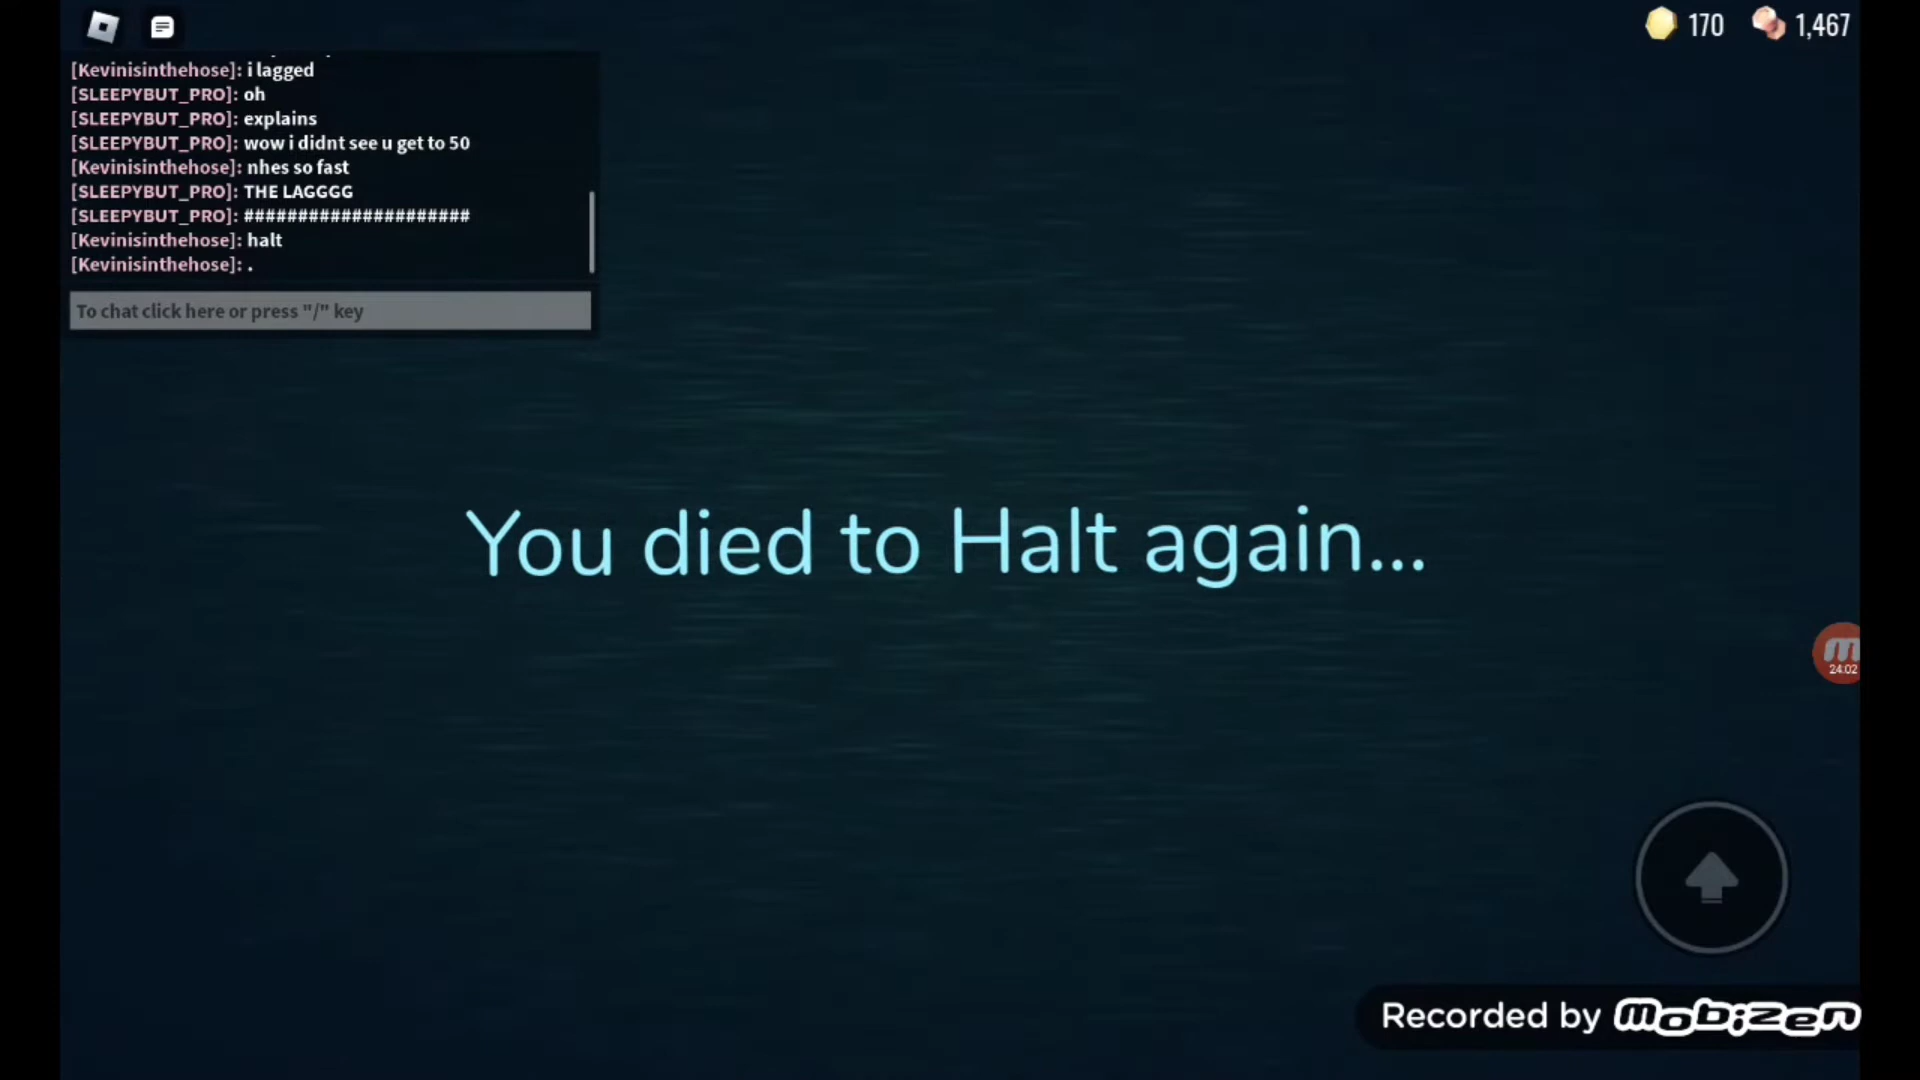 170 1,467
[Kevinisinthehose]: i lagged
[SLEEPYBUT_PRO]: oh
[SLEEPYBUT_PRO]: explains
[SLEEPYBUT_PRO]: wow i didnt see u get to 50
[Kevinisinthehose]: nhes so fast
[SLEEPYBUT_PRO]: THE LAGGGG
[SLEEPYBUT_PRO]: #####################
[Kevinisinthehose]: halt
[Kevinisinthehose]: .
To chat click here or press "/" key
You died to Halt again...
24:02
Recorded by mobizen